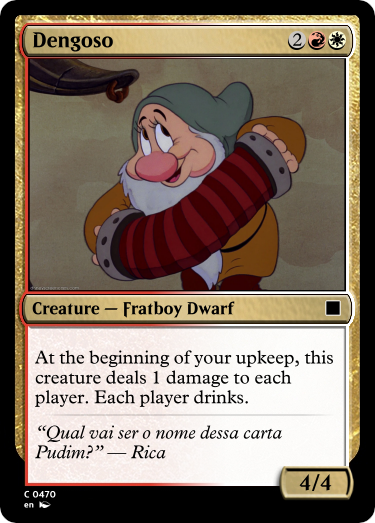 Dengoso 2
Creature — Fratboy Dwarf
At the beginning of your upkeep, this
creature deals 1 damage to each
player. Each player drinks.
“Qual vai ser o nome dessa carta
Pudim?” — Rica
4/4
C 0470
en